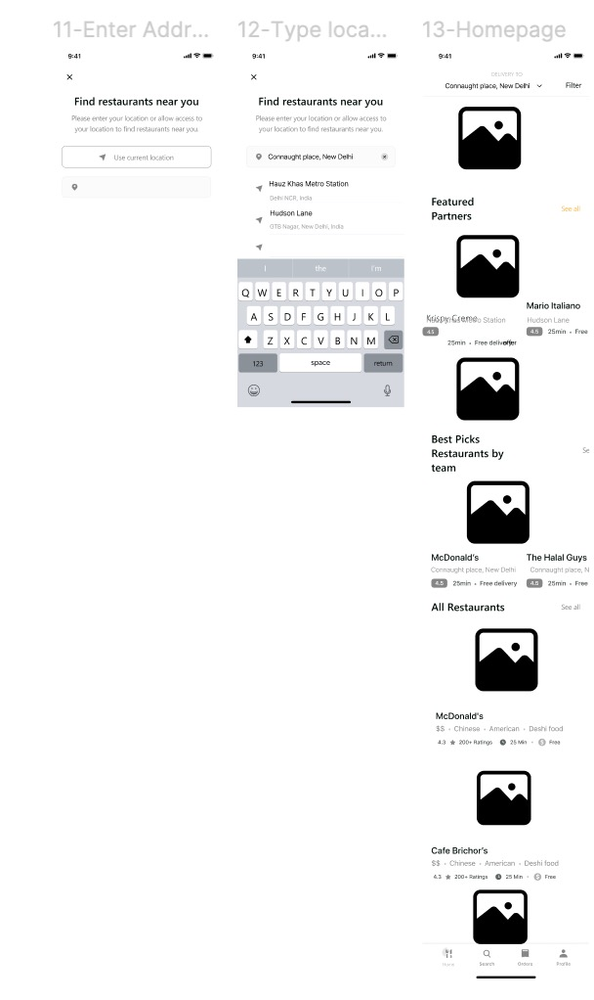 11-Enter Addr...
9:41
Find restaurants near you
Please enter your location or allow access to
your location to find restaurants near you.
Use current location
12-Type loca...
9:41
Find restaurants near you
Please enter your location or allow access to
your location to find restaurants near you.
Connaught place, New Delhi
Hauz Khas Metro Station
Delhi NCR, India
Hudson Lane
GTB Nagar, New Delhi, India
I the I'm
Q W E R T Y U I O P
A S D F G H J K L
Z X C V B N M
123 space return
13-Homepage
9:41
DELIVERY TO
Connaught place, New Delhi
Filter
Featured
Partners
See all
Krispy Creme
Metro Station
4.5
25min • Free delivery
offer
Mario Italiano
Hudson Lane
4.5 25min • Free
Best Picks
Restaurants by
team
Se
McDonald's
Connaught place, New Delhi
4.8 25min • Free delivery
The Halal Guys
Connaught place, N
4.5 25min • Free
All Restaurants
See all
McDonald's
$$ • Chinese • American • Deshi food
4.3 200+ Ratings 25 Min • $ Free
Cafe Brichor's
$$ • Chinese • American • Deshi food
4.3 200+ Ratings 25 Min • $ Free
Home Search Orders Profile